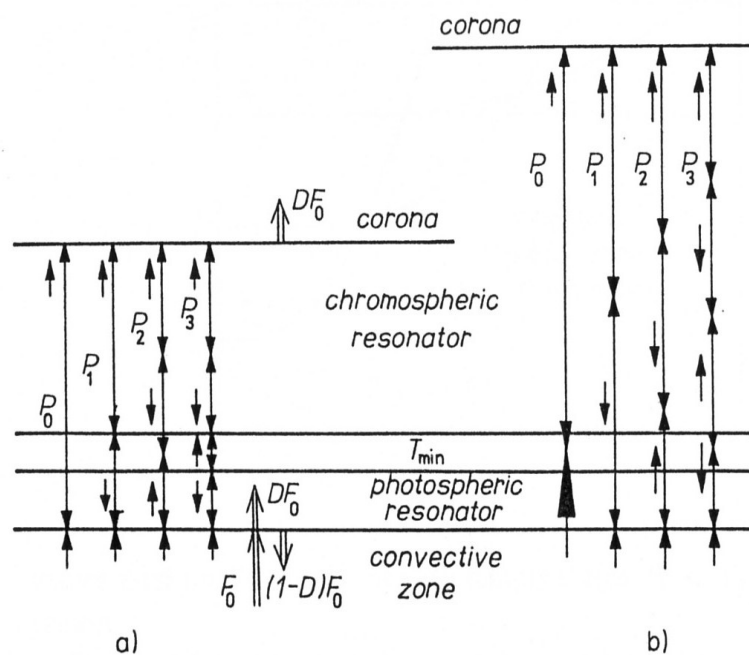 corona
P₀
P₁
P₂
P₃
DF₀
corona
chromospheric
resonator
P₀
P₁
P₂
P₃
Tmin
DF₀
photospheric
resonator
F₀
(1-D)F₀
convective
zone
a)
b)